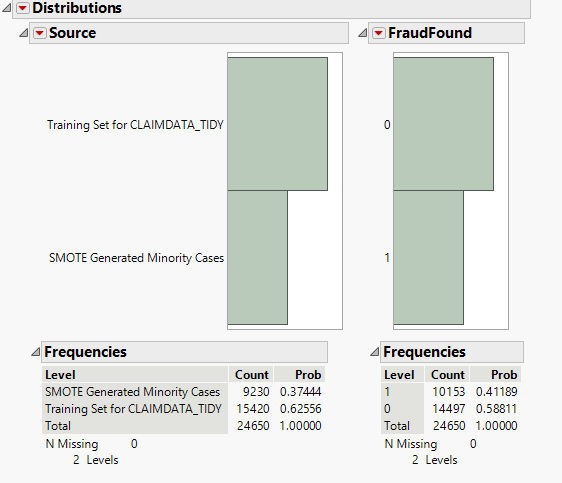 Distributions
Source
Training Set for CLAIMDATA_TIDY
SMOTE Generated Minority Cases
Frequencies
Level Count Prob
SMOTE Generated Minority Cases 9230 0.37444
Training Set for CLAIMDATA_TIDY 15420 0.62556
Total 24650 1.00000
N Missing 0
2 Levels
FraudFound
0
1
Frequencies
Level Count Prob
1 10153 0.41189
0 14497 0.58811
Total 24650 1.00000
N Missing 0
2 Levels